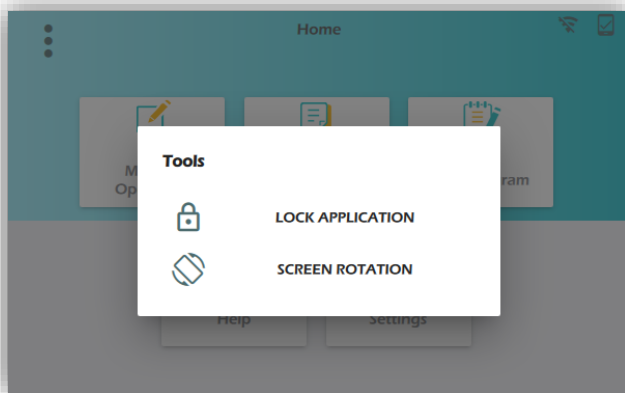 Home
Tools
LOCK APPLICATION
SCREEN ROTATION
Help
Settings